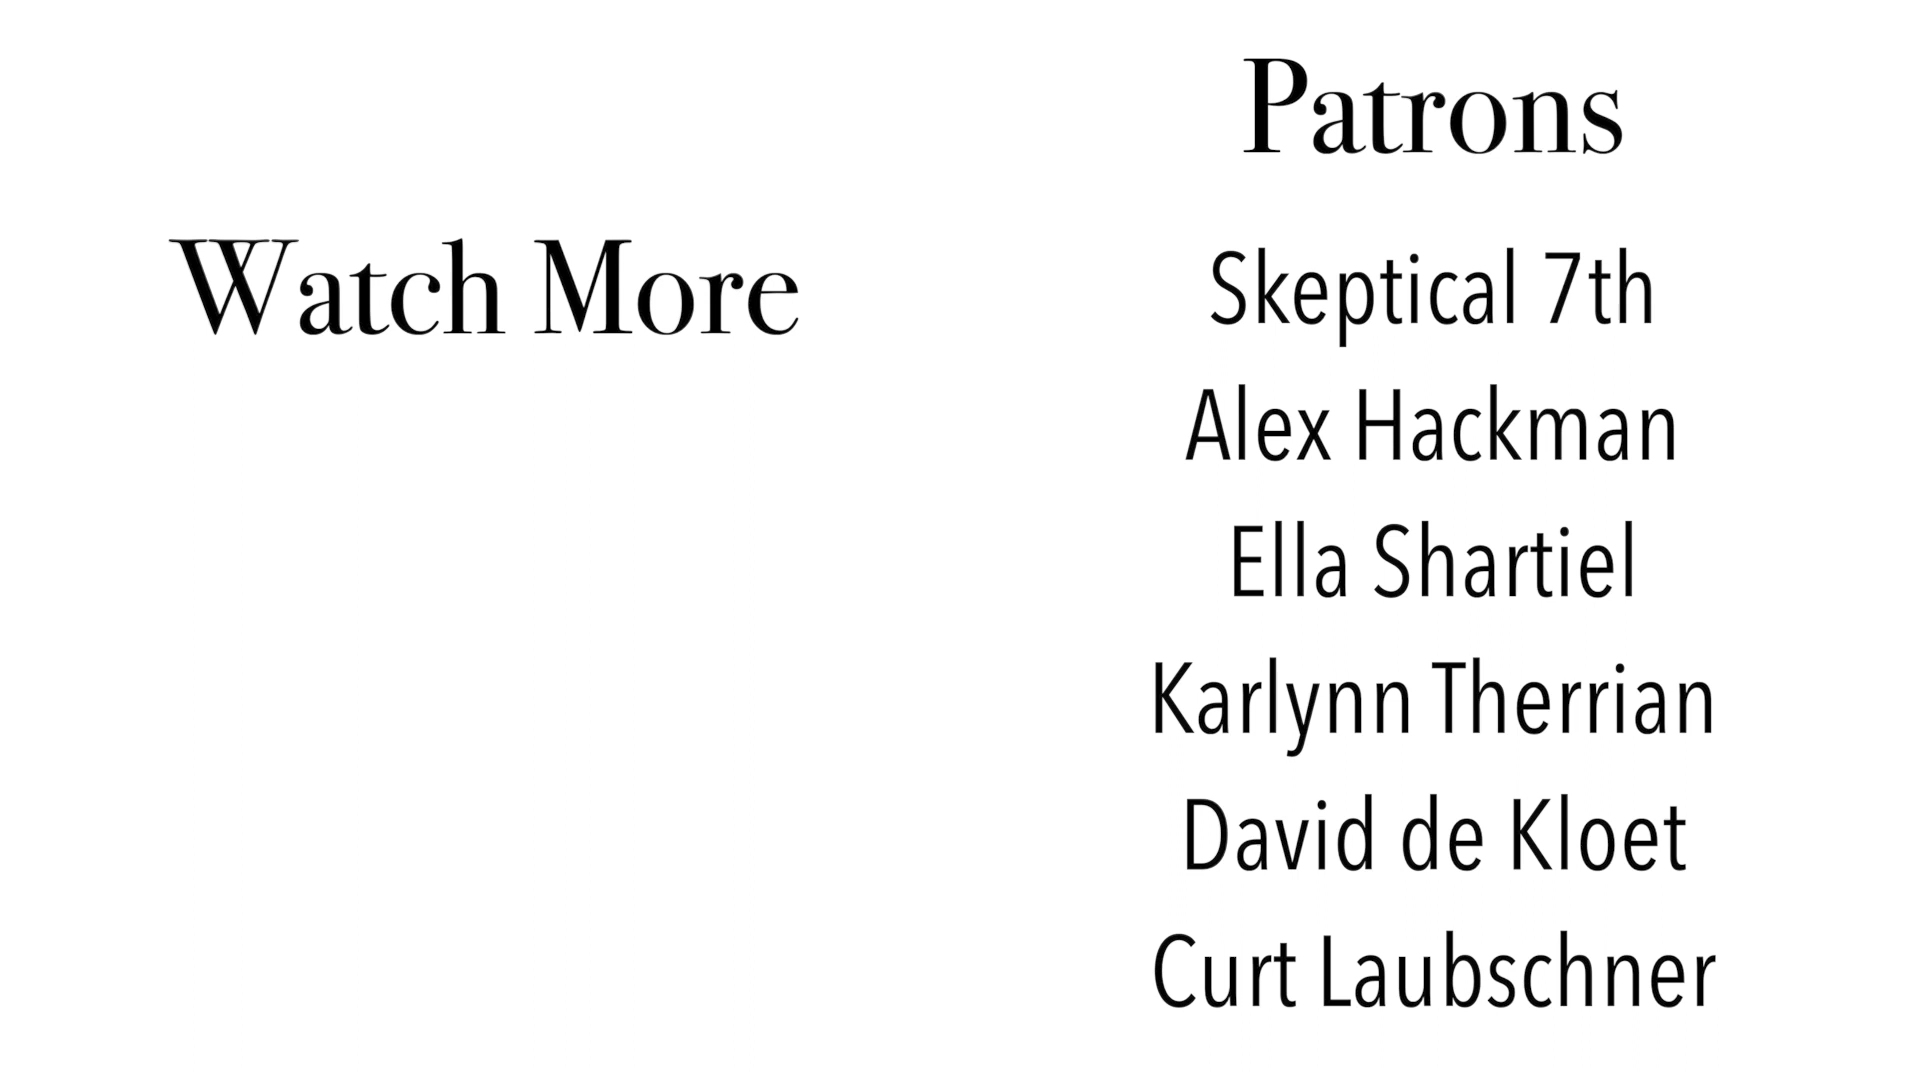 Watch More
Patrons
Skeptical 7th
Alex Hackman
Ella Shartiel
Karlynn Therrian
David de Kloet
Curt Laubschner